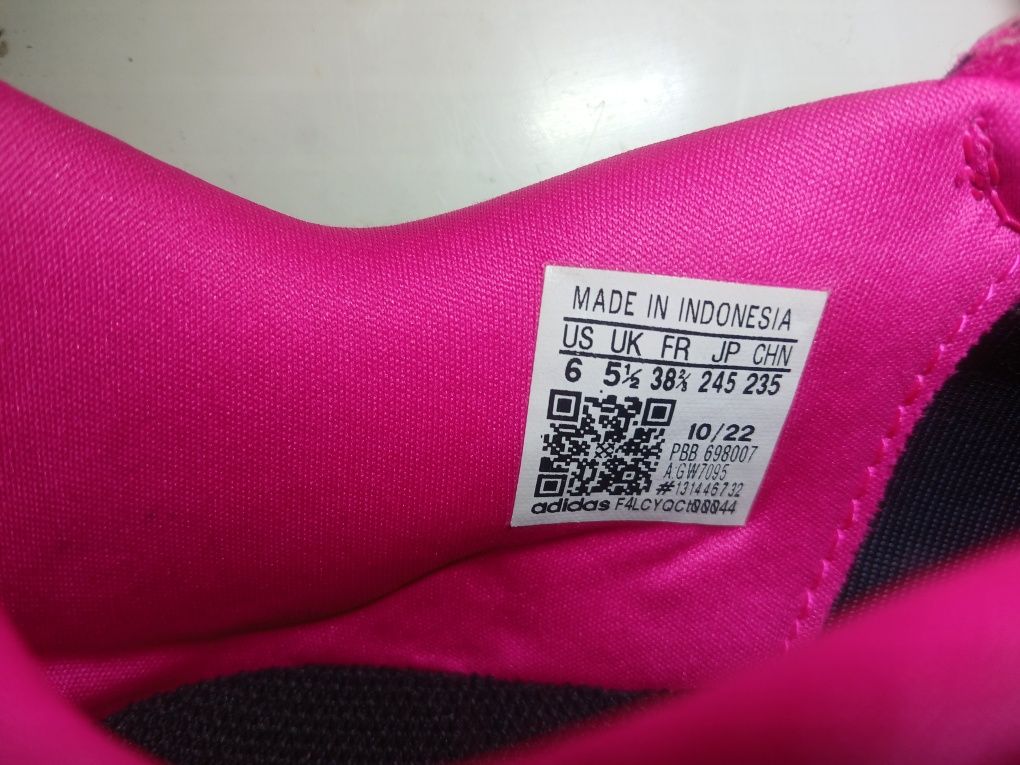 MADE IN INDONESIA
US UK FR JP CHN
6 5½ 38⅔ 245 235
10/22
PBB 698007
A:GW7095
#131446732
adidas